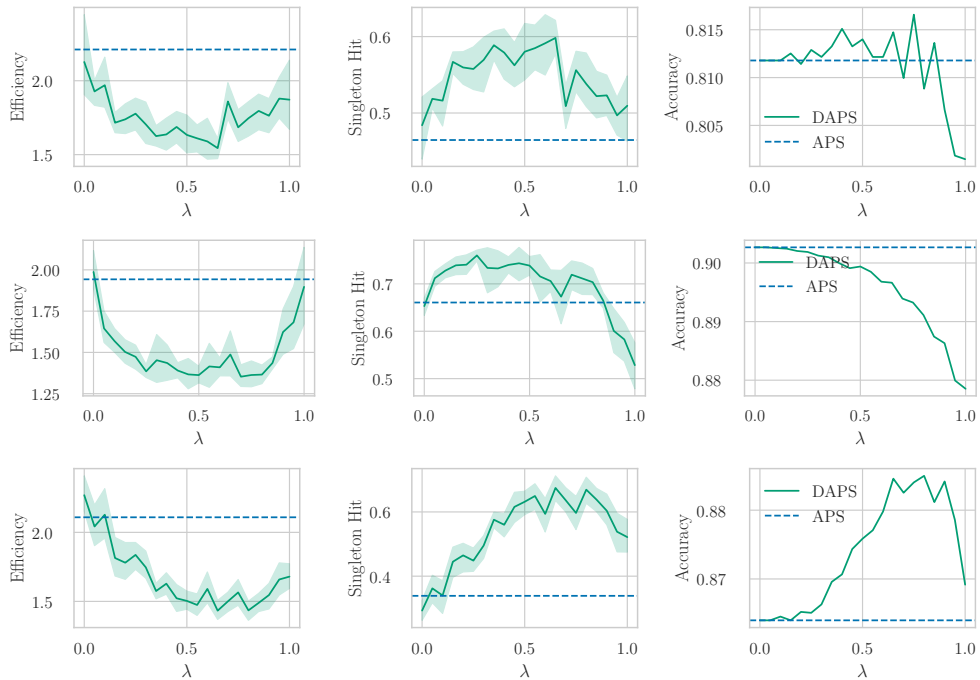 Efficiency
2.0
1.5
0.0
0.5
1.0
λ
Singleton Hit
0.6
0.5
0.0
0.5
1.0
λ
Accuracy
0.815
0.810
0.805
DAPS
APS
0.0
0.5
1.0
λ
Efficiency
2.00
1.75
1.50
1.25
0.0
0.5
1.0
λ
Singleton Hit
0.7
0.6
0.5
0.0
0.5
1.0
λ
Accuracy
0.90
0.89
0.88
DAPS
APS
0.0
0.5
1.0
λ
Efficiency
2.0
1.5
0.0
0.5
1.0
λ
Singleton Hit
0.6
0.4
0.0
0.5
1.0
λ
Accuracy
0.88
0.87
DAPS
APS
0.0
0.5
1.0
λ